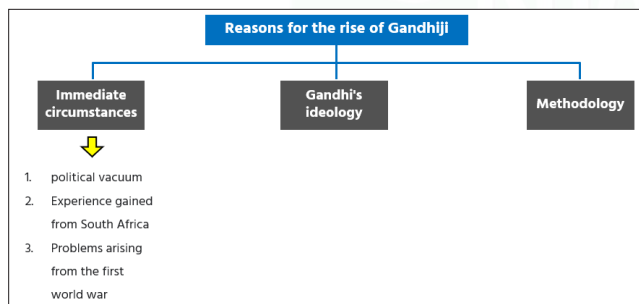 Reasons for the rise of Gandhiji
Immediate
circumstances
Gandhi's
ideology
Methodology
1. political vacuum
2. Experience gained
from South Africa
3. Problems arising
from the first
world war